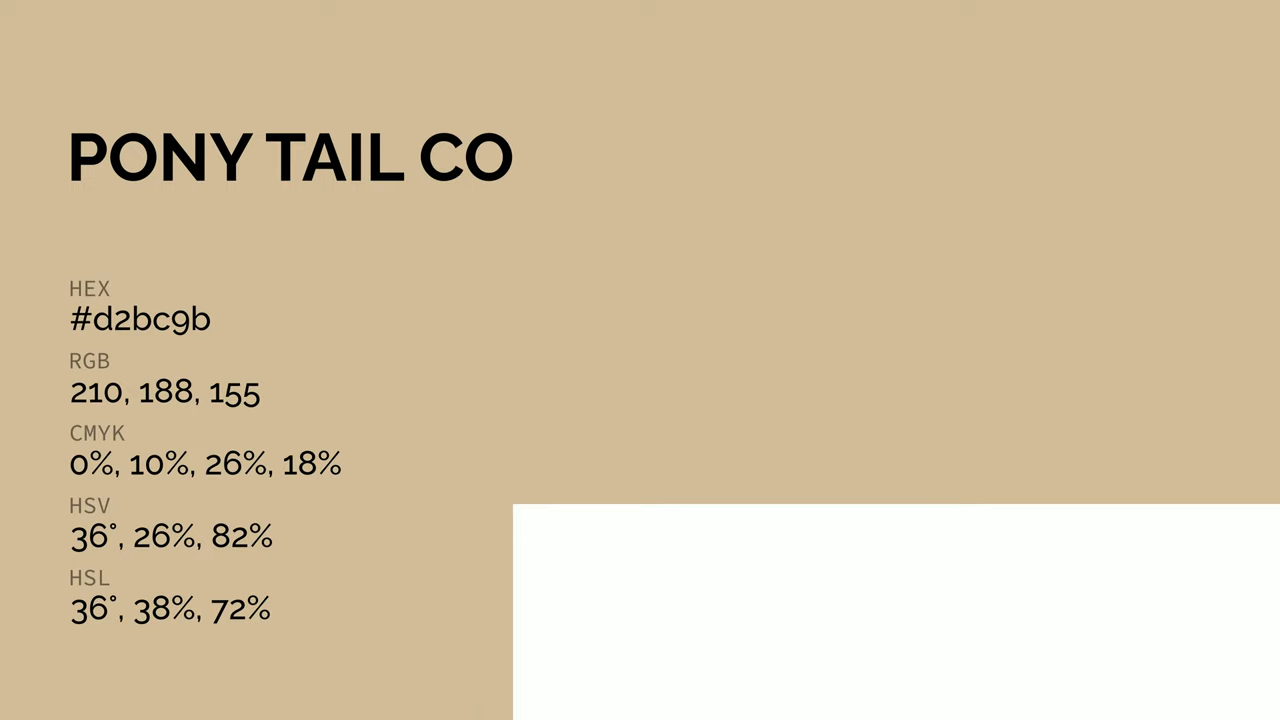 PONY TAIL CO
HEX
#d2bc9b
RGB
210, 188, 155
CMYK
0%, 10%, 26%, 18%
HSV
36°, 26%, 82%
HSL
36°, 38%, 72%